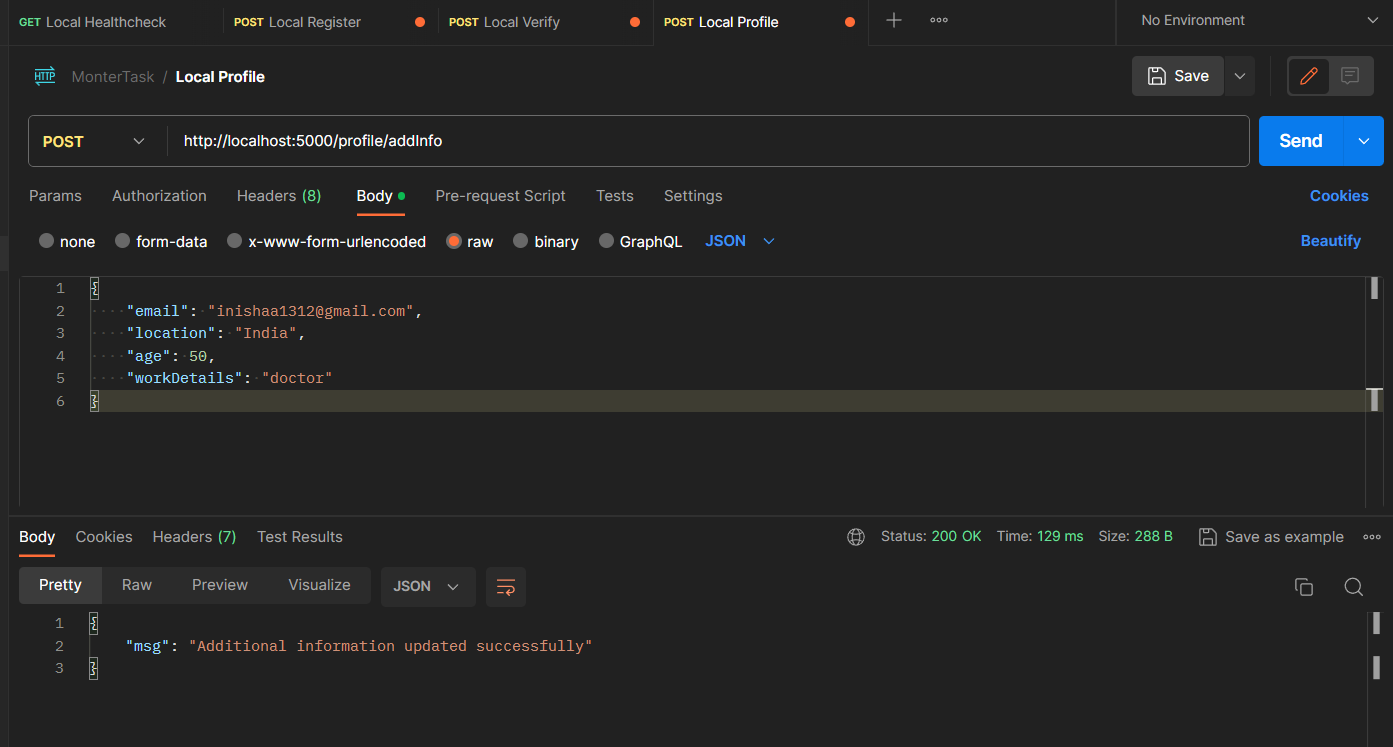 GET Local Healthcheck POST Local Register POST Local Verify POST Local Profile No Environment
HTTP MonterTask / Local Profile Save
POST http://localhost:5000/profile/addInfo Send
Params Authorization Headers (8) Body Pre-request Script Tests Settings Cookies
none form-data x-www-form-urlencoded raw binary GraphQL JSON Beautify
1 {
2 "email": "inishaa1312@gmail.com",
3 "location": "India",
4 "age": 50,
5 "workDetails": "doctor"
6 }
Body Cookies Headers (7) Test Results Status: 200 OK Time: 129 ms Size: 288 B Save as example
Pretty Raw Preview Visualize JSON
1 {
2 "msg": "Additional information updated successfully"
3 }